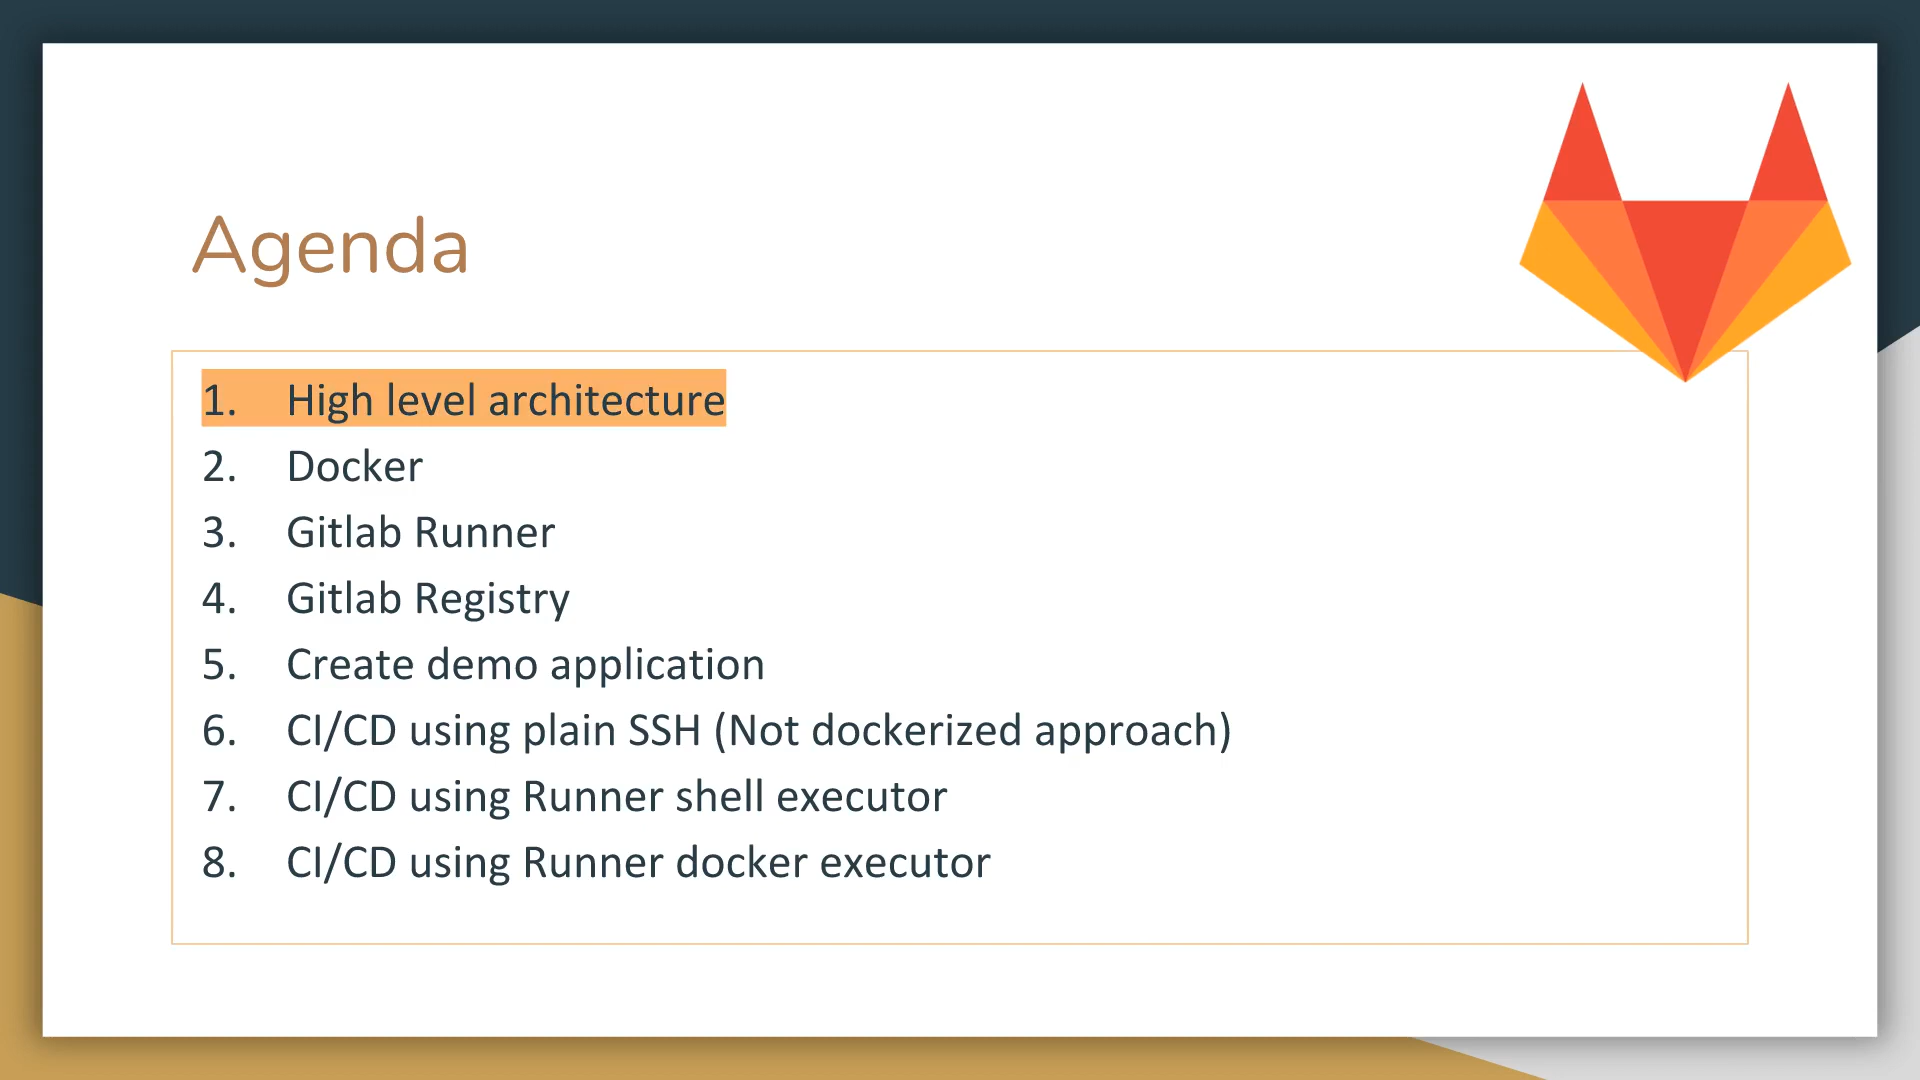 Agenda
1. High level architecture
2. Docker
3. Gitlab Runner
4. Gitlab Registry
5. Create demo application
6. CI/CD using plain SSH (Not dockerized approach)
7. CI/CD using Runner shell executor
8. CI/CD using Runner docker executor